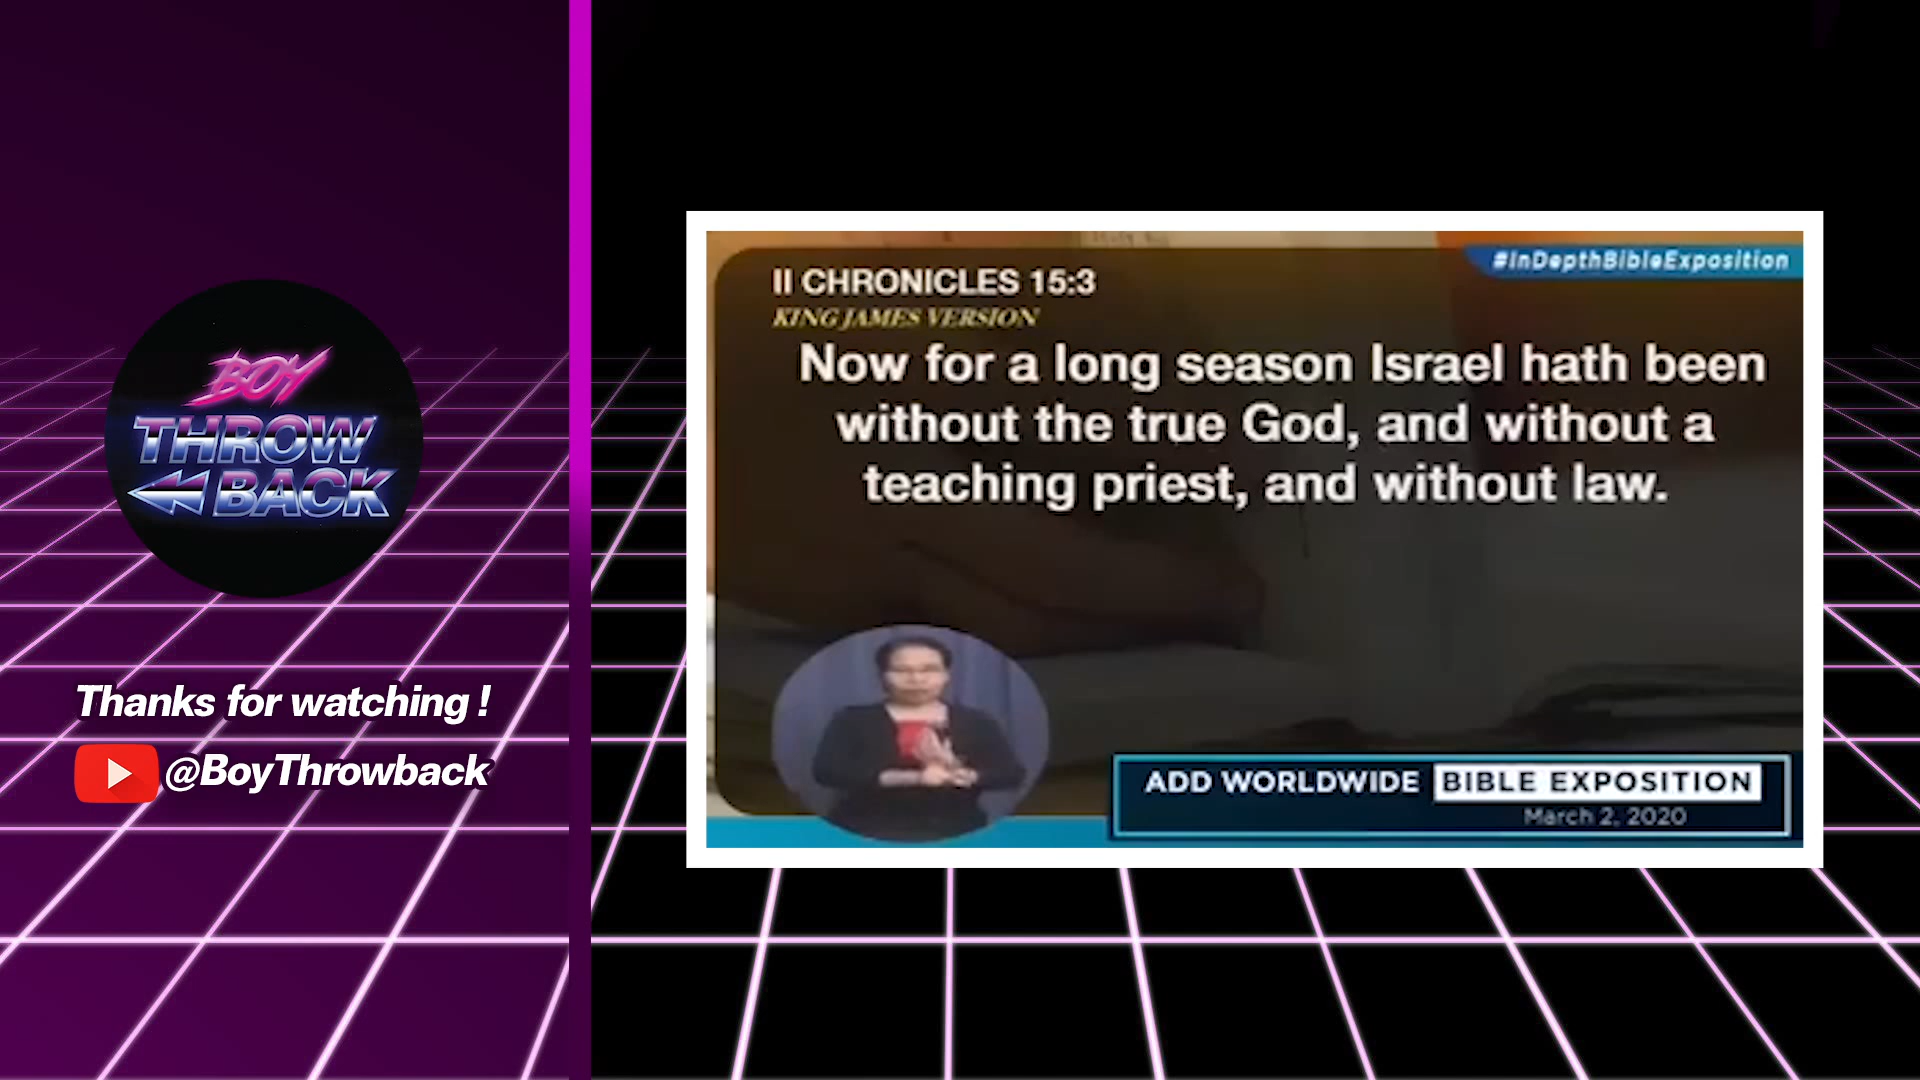 BOY
THROW
BACK
Thanks for watching !
@BoyThrowback
#InDepthBibleExposition
II CHRONICLES 15:3
KING JAMES VERSION
Now for a long season Israel hath been
without the true God, and without a
teaching priest, and without law.
ADD WORLDWIDE BIBLE EXPOSITION
March 2, 2020